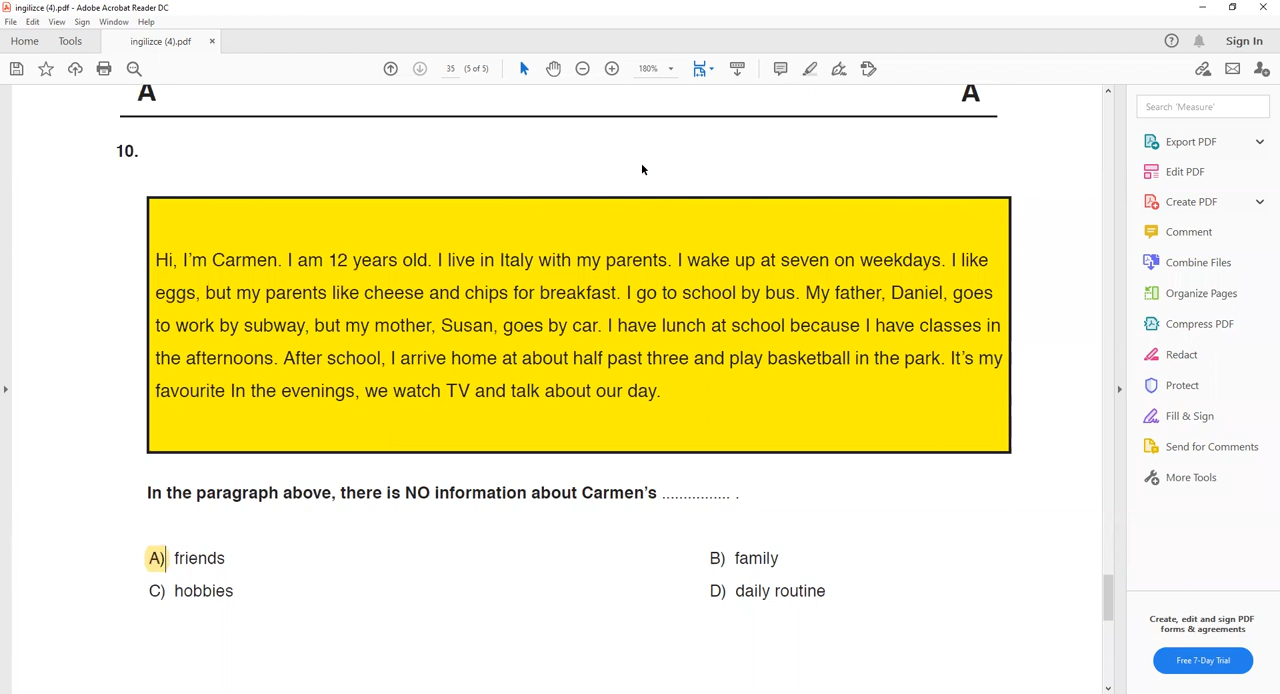 ingilizce (4).pdf - Adobe Acrobat Reader DC
File Edit View Sign Window Help
Home Tools ingilizce (4).pdf × Sign In
35 (5 of 5) 180%
A A
10.
Hi, I'm Carmen. I am 12 years old. I live in Italy with my parents. I wake up at seven on weekdays. I like
eggs, but my parents like cheese and chips for breakfast. I go to school by bus. My father, Daniel, goes
to work by subway, but my mother, Susan, goes by car. I have lunch at school because I have classes in
the afternoons. After school, I arrive home at about half past three and play basketball in the park. It's my
favourite In the evenings, we watch TV and talk about our day.
In the paragraph above, there is NO information about Carmen's ................ .
A) friends B) family
C) hobbies D) daily routine
Search 'Measure'
Export PDF
Edit PDF
Create PDF
Comment
Combine Files
Organize Pages
Compress PDF
Redact
Protect
Fill & Sign
Send for Comments
More Tools
Create, edit and sign PDF
forms & agreements
Free 7-Day Trial